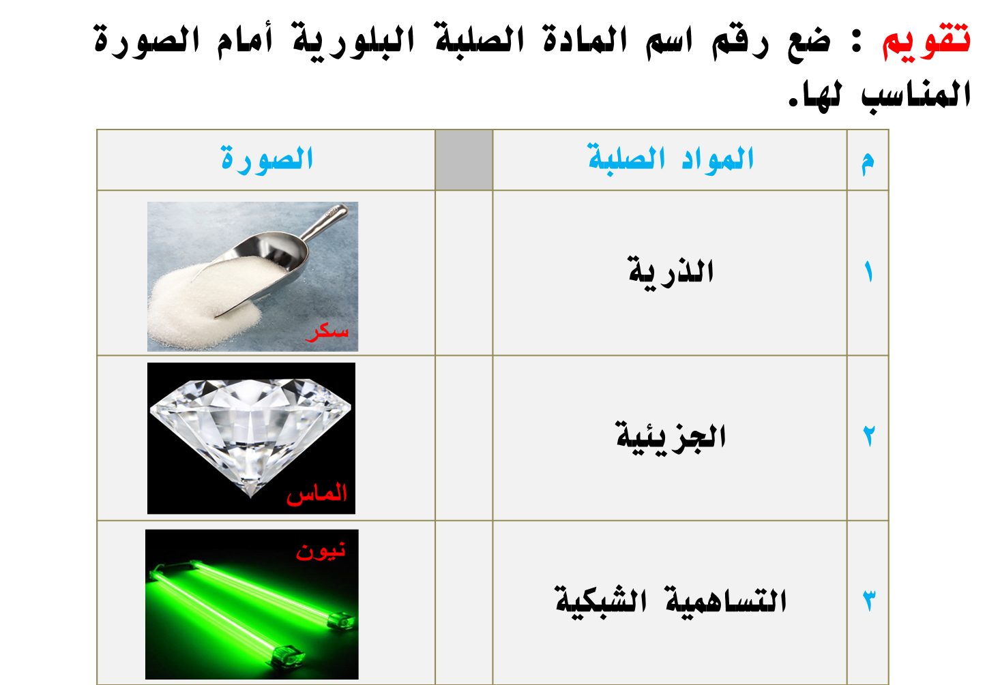 تقويم : ضع رقم اسم المادة الصلبة البلورية أمام الصورة
المناسب لها.
م المواد الصلبة الصورة
١ الذرية سكر
٢ الجزيئية الماس
٣ التساهمية الشبكية نيون